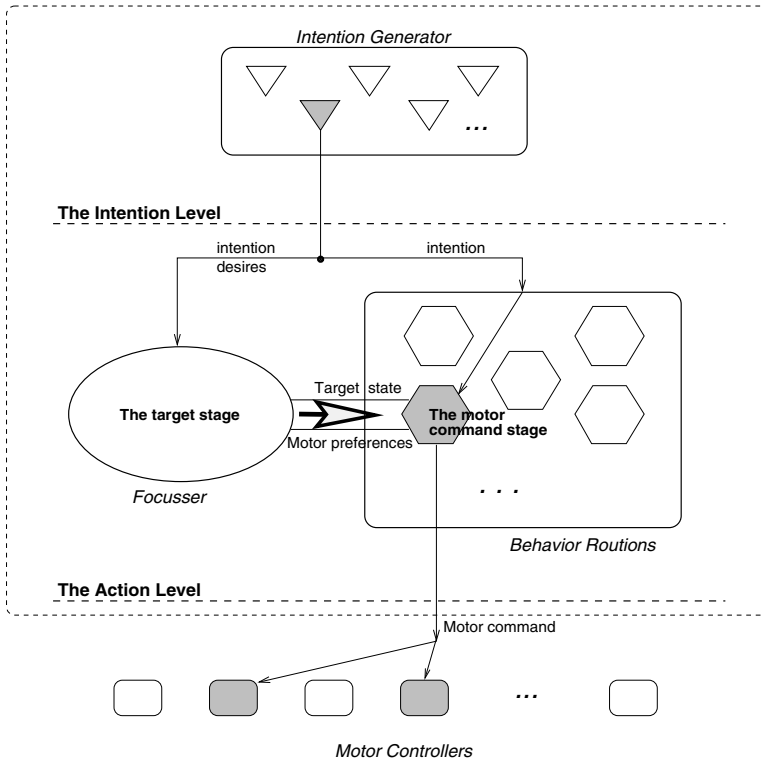 Intention Generator
...
The Intention Level
intention
desires
intention
Target state
The target stage
The motor
command stage
Motor preferences
Focusser
. . .
Behavior Routions
The Action Level
Motor command
...
Motor Controllers